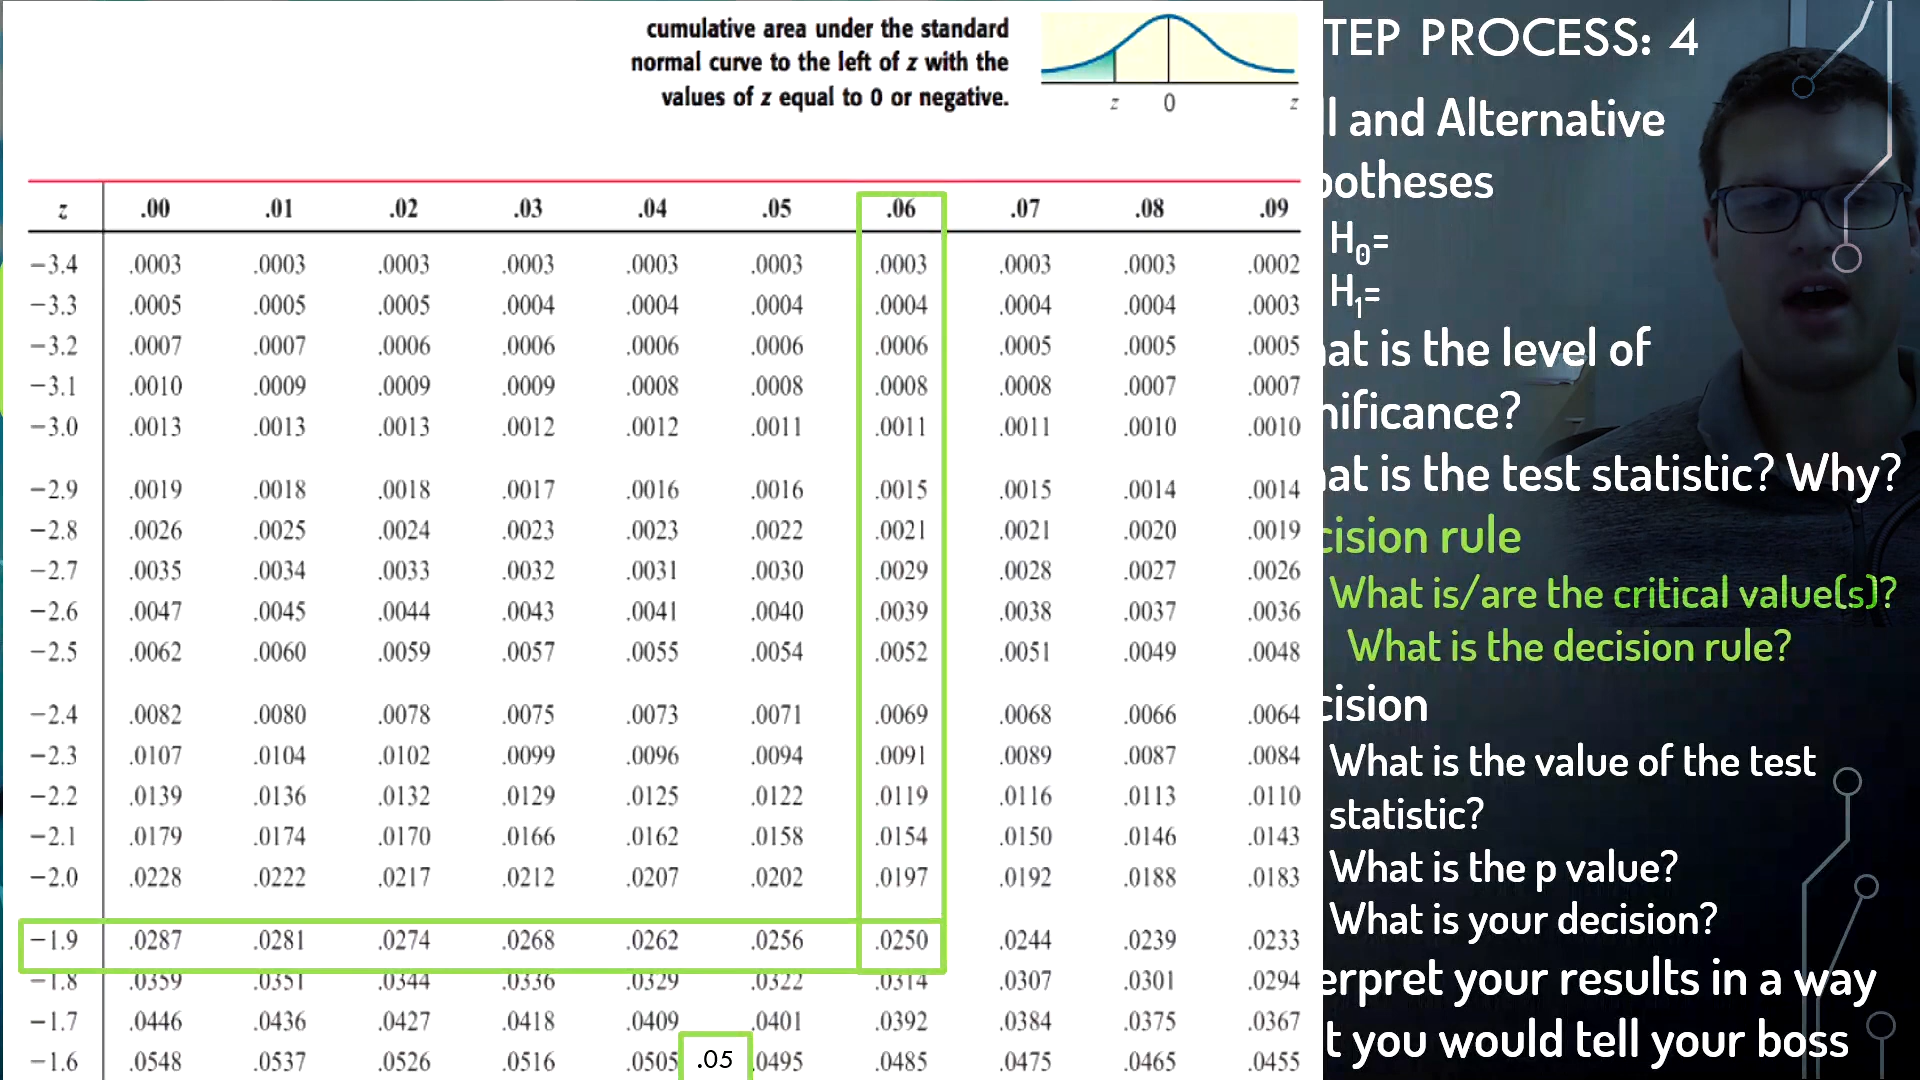 cumulative area under the standard
normal curve to the left of z with the
values of z equal to 0 or negative.
z 0 z
z .00 .01 .02 .03 .04 .05 .06 .07 .08 .09
−3.4 .0003 .0003 .0003 .0003 .0003 .0003 .0003 .0003 .0003 .0002
−3.3 .0005 .0005 .0005 .0004 .0004 .0004 .0004 .0004 .0004 .0003
−3.2 .0007 .0007 .0006 .0006 .0006 .0006 .0006 .0005 .0005 .0005
−3.1 .0010 .0009 .0009 .0009 .0008 .0008 .0008 .0008 .0007 .0007
−3.0 .0013 .0013 .0013 .0012 .0012 .0011 .0011 .0011 .0010 .0010
−2.9 .0019 .0018 .0018 .0017 .0016 .0016 .0015 .0015 .0014 .0014
−2.8 .0026 .0025 .0024 .0023 .0023 .0022 .0021 .0021 .0020 .0019
−2.7 .0035 .0034 .0033 .0032 .0031 .0030 .0029 .0028 .0027 .0026
−2.6 .0047 .0045 .0044 .0043 .0041 .0040 .0039 .0038 .0037 .0036
−2.5 .0062 .0060 .0059 .0057 .0055 .0054 .0052 .0051 .0049 .0048
−2.4 .0082 .0080 .0078 .0075 .0073 .0071 .0069 .0068 .0066 .0064
−2.3 .0107 .0104 .0102 .0099 .0096 .0094 .0091 .0089 .0087 .0084
−2.2 .0139 .0136 .0132 .0129 .0125 .0122 .0119 .0116 .0113 .0110
−2.1 .0179 .0174 .0170 .0166 .0162 .0158 .0154 .0150 .0146 .0143
−2.0 .0228 .0222 .0217 .0212 .0207 .0202 .0197 .0192 .0188 .0183
−1.9 .0287 .0281 .0274 .0268 .0262 .0256 .0250 .0244 .0239 .0233
−1.8 .0359 .0351 .0344 .0336 .0329 .0322 .0314 .0307 .0301 .0294
−1.7 .0446 .0436 .0427 .0418 .0409 .0401 .0392 .0384 .0375 .0367
−1.6 .0548 .0537 .0526 .0516 .0505 .05 .0495 .0485 .0475 .0465 .0455
TEP PROCESS: 4
ll and Alternative
potheses
H0=
H1=
at is the level of
nificance?
at is the test statistic? Why?
cision rule
What is/are the critical value(s)?
What is the decision rule?
cision
What is the value of the test
statistic?
What is the p value?
What is your decision?
erpret your results in a way
t you would tell your boss